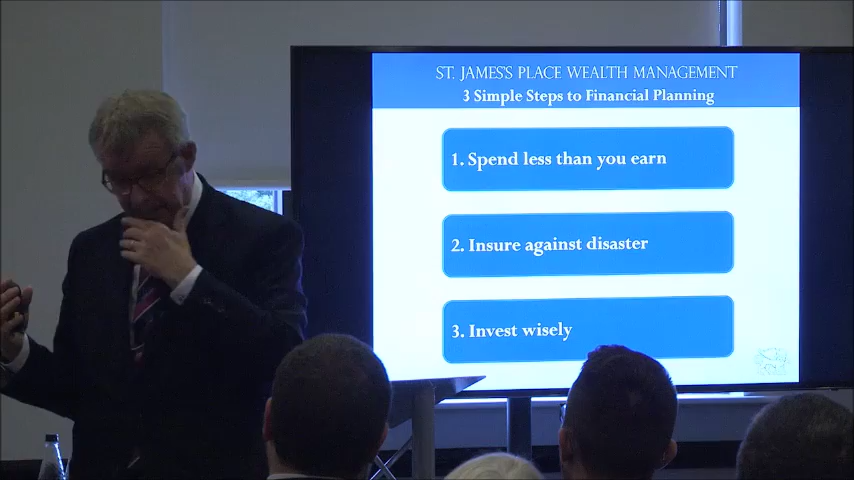 ST. JAMES'S PLACE WEALTH MANAGEMENT
3 Simple Steps to Financial Planning
1. Spend less than you earn
2. Insure against disaster
3. Invest wisely